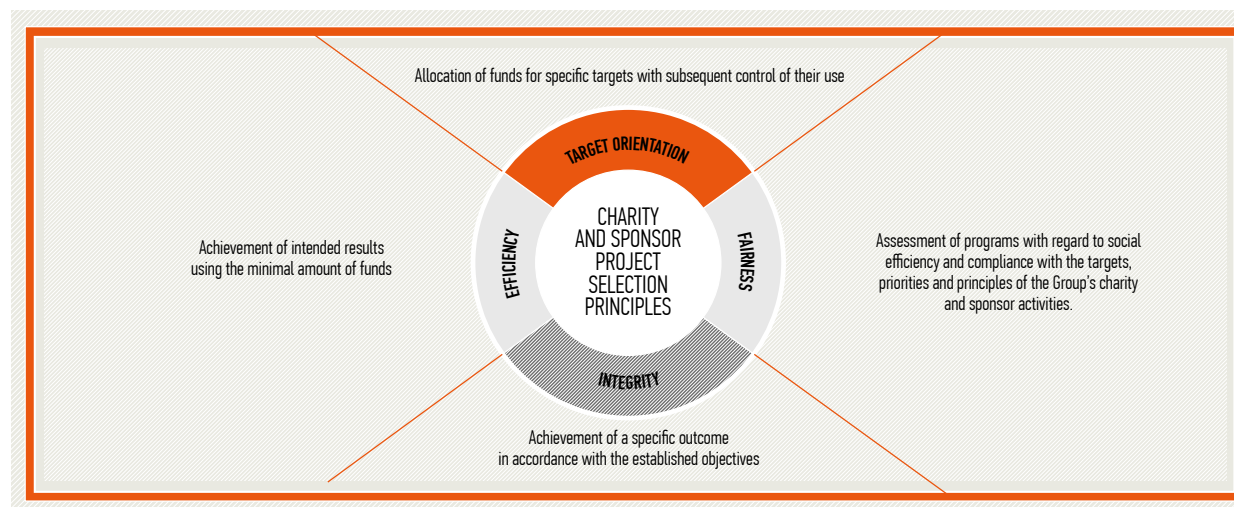 Allocation of funds for specific targets with subsequent control of their use
TARGET ORIENTATION
Achievement of intended results
using the minimal amount of funds
EFFICIENCY
CHARITY
AND SPONSOR
PROJECT
SELECTION
PRINCIPLES
FAIRNESS
Assessment of programs with regard to social
efficiency and compliance with the targets,
priorities and principles of the Group's charity
and sponsor activities.
INTEGRITY
Achievement of a specific outcome
in accordance with the established objectives